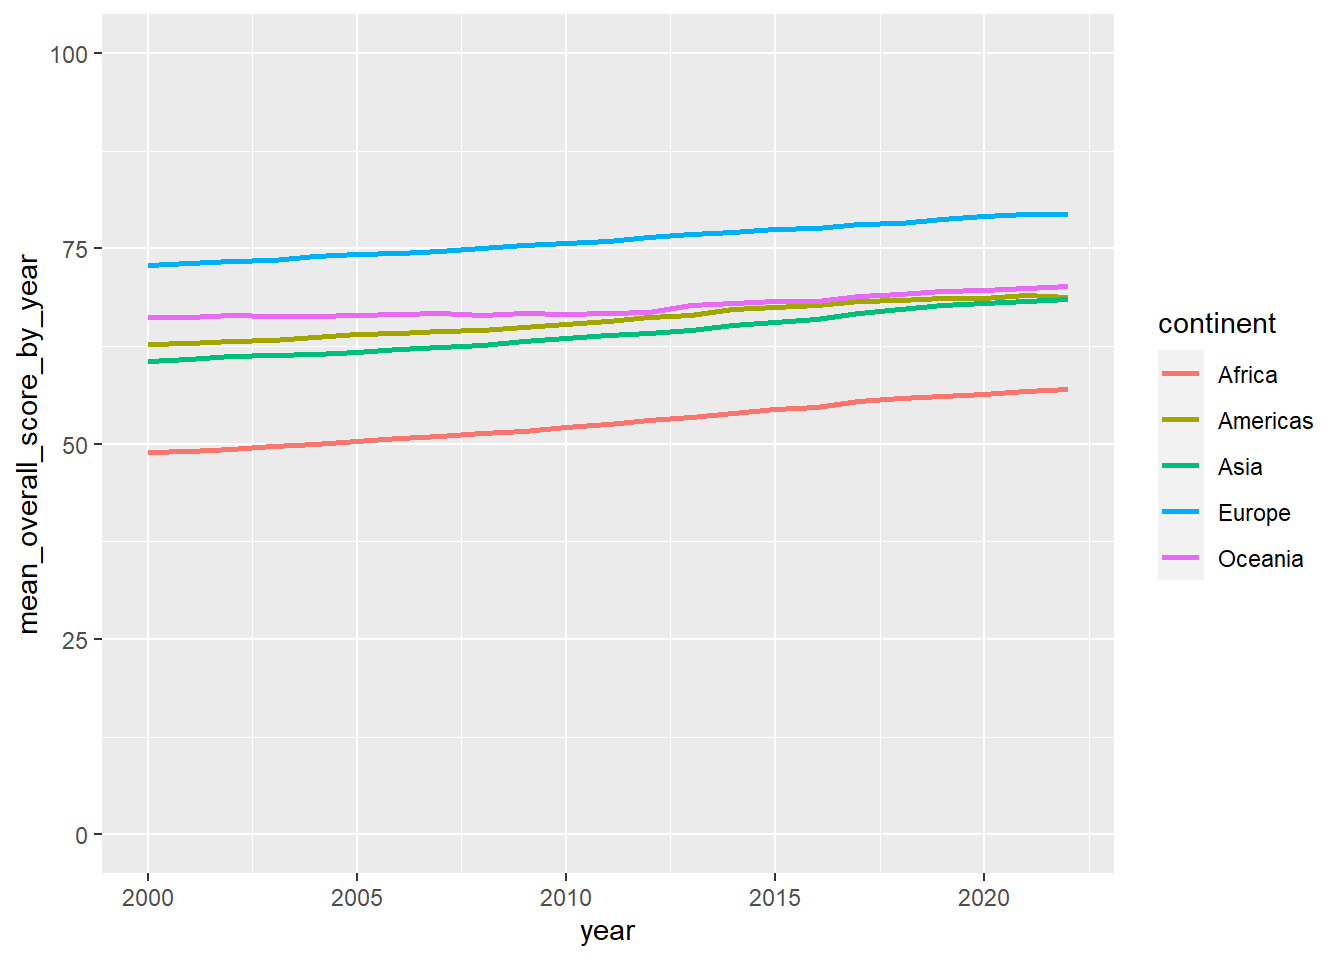 100
75
50
25
0
mean_overall_score_by_year
2000 2005 2010 2015 2020
year
continent
Africa
Americas
Asia
Europe
Oceania